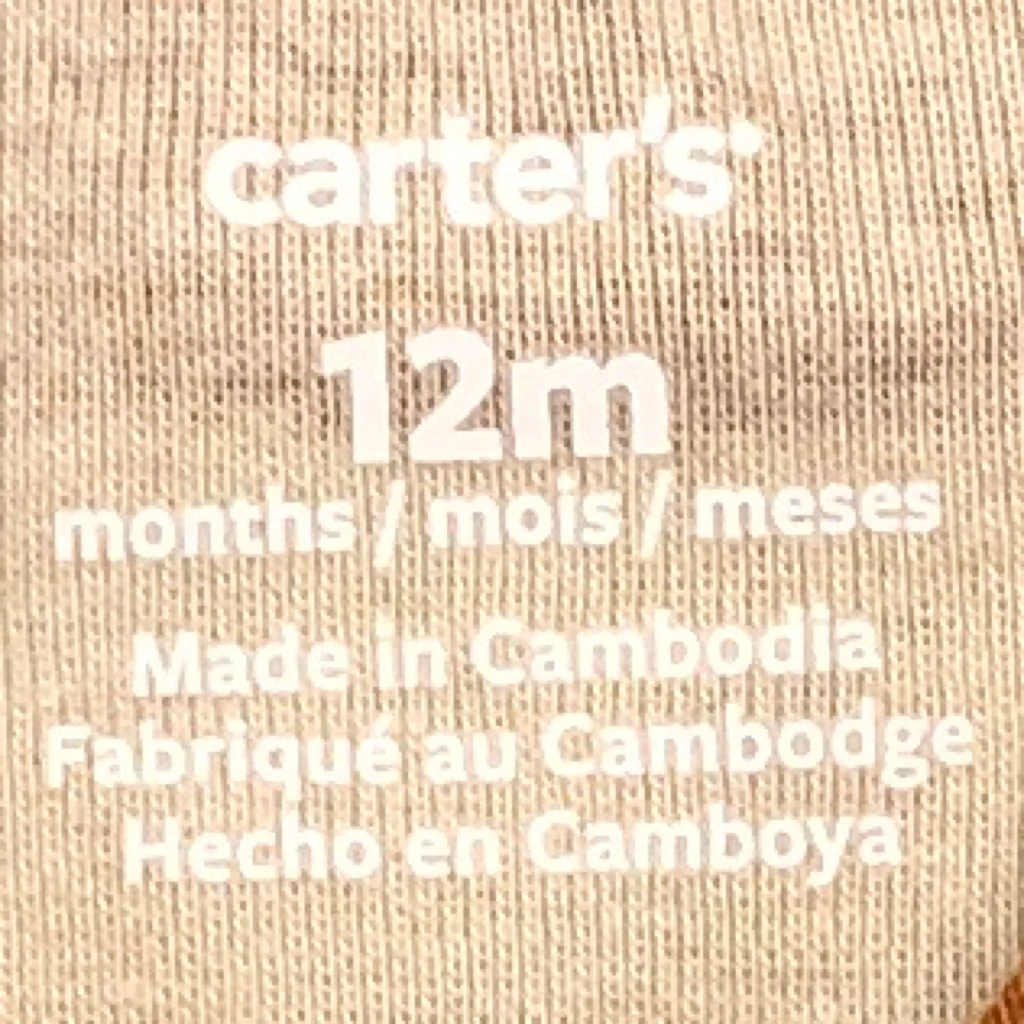 carter's
12m
months / mois / meses
Made in Cambodia
Fabriqué au Cambodge
Hecho en Camboya